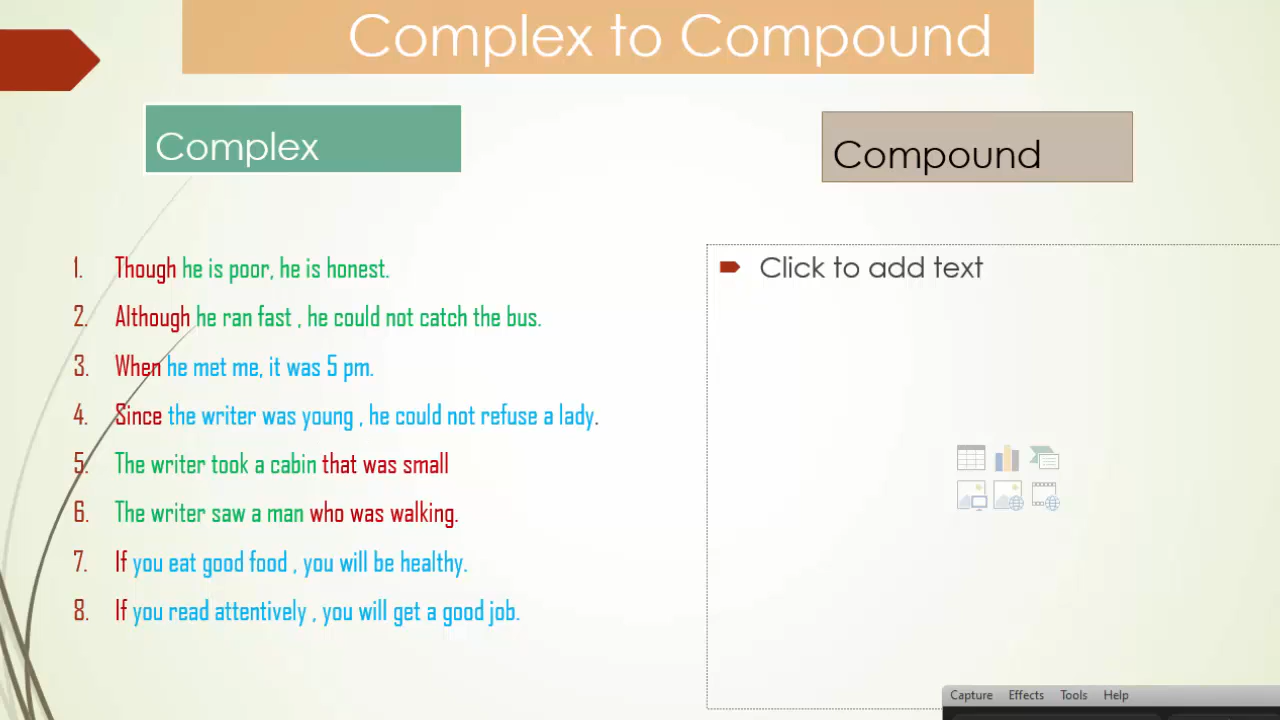 Complex to Compound
Complex
Compound
1. Though he is poor, he is honest.
2. Although he ran fast , he could not catch the bus.
3. When he met me, it was 5 pm.
4. Since the writer was young , he could not refuse a lady.
5. The writer took a cabin that was small
6. The writer saw a man who was walking.
7. If you eat good food , you will be healthy.
8. If you read attentively , you will get a good job.
Click to add text
Capture Effects Tools Help